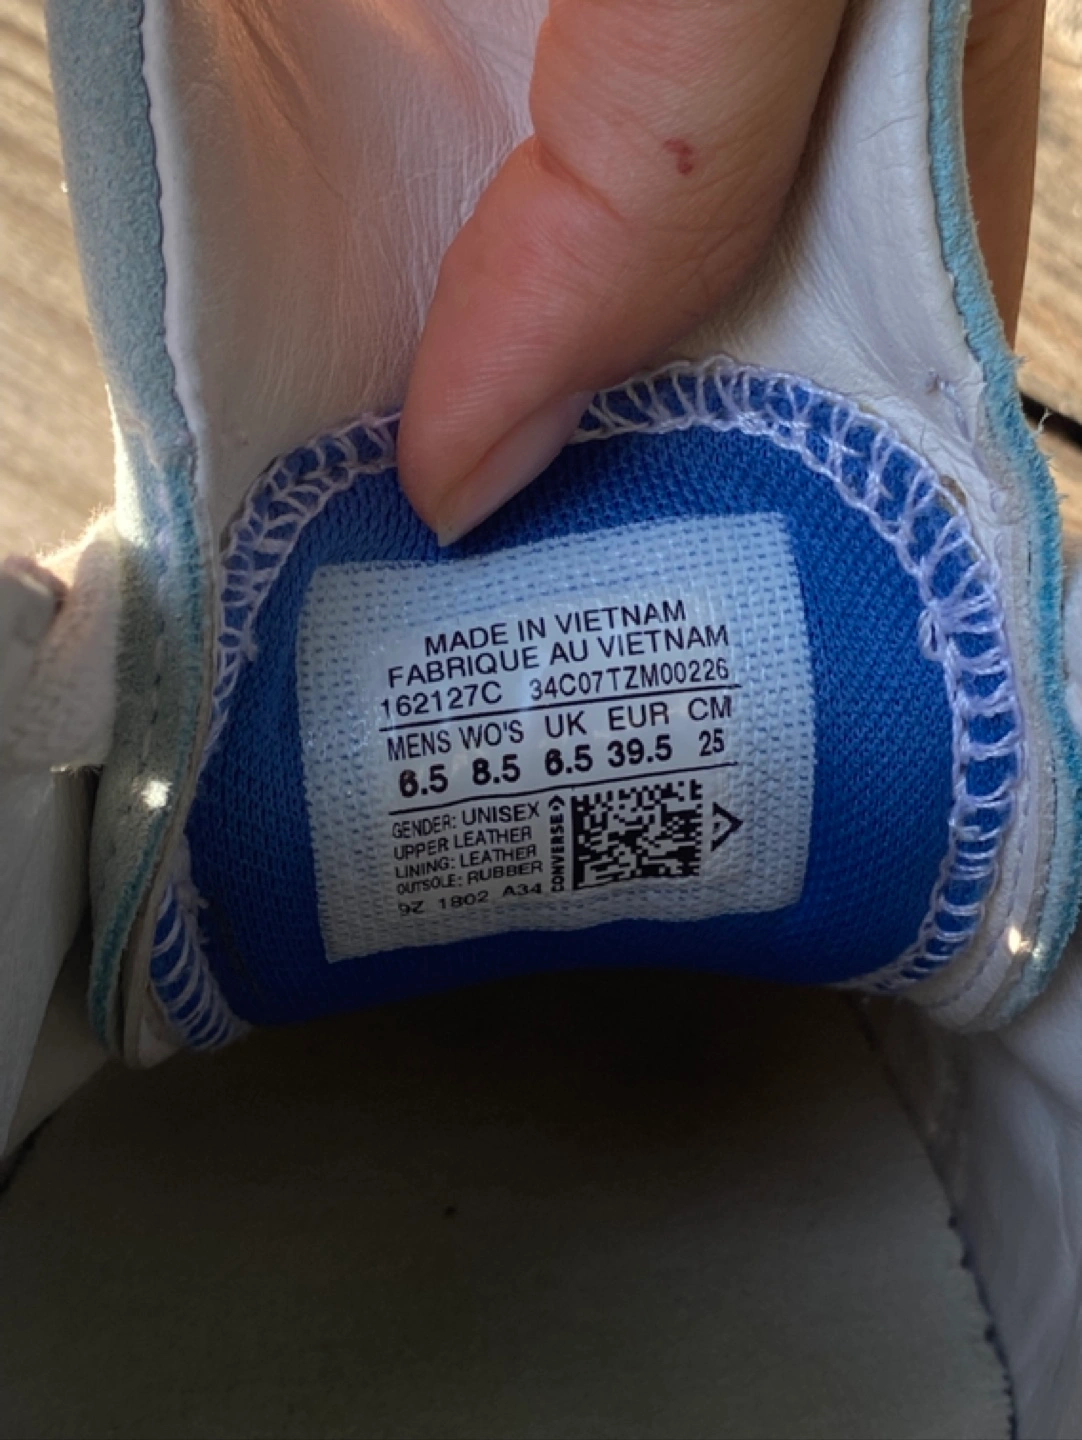 MADE IN VIETNAM
FABRIQUE AU VIETNAM
162127C 34C07TZM00226
MENS WO'S UK EUR CM
6.5 8.5 6.5 39.5 25
GENDER: UNISEX
UPPER LEATHER
LINING: LEATHER
OUTSOLE: RUBBER
9Z 1802 A34
CONVERSE